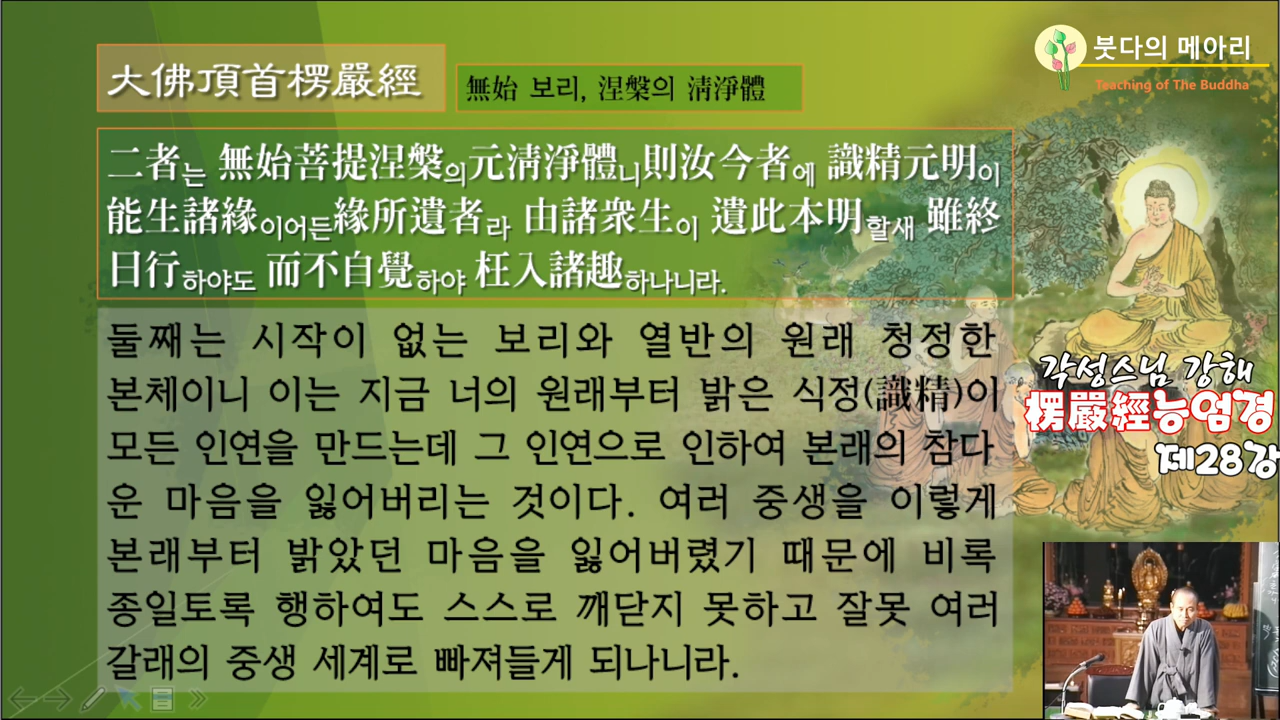 大佛頂首楞嚴經
無始 보리, 涅槃의 清淨體
붓다의 메아리
Teaching of The Buddha
二者는 無始菩提涅槃의元清淨體니則汝今者에 識精元明이
能生諸緣이어든緣所遺者라 由諸衆生이 遺此本明할새 雖終
日行하야도 而不自覺하야 枉入諸趣하나니라.
둘째는 시작이 없는 보리와 열반의 원래 청정한
본체이니 이는 지금 너의 원래부터 밝은 식정(識精)이
모든 인연을 만드는데 그 인연으로 인하여 본래의 참다
운 마음을 잃어버리는 것이다. 여러 중생을 이렇게
본래부터 밝았던 마음을 잃어버렸기 때문에 비록
종일토록 행하여도 스스로 깨닫지 못하고 잘못 여러
갈래의 중생 세계로 빠져들게 되나니라.
각성스님 강해
楞嚴經능엄경
제28강